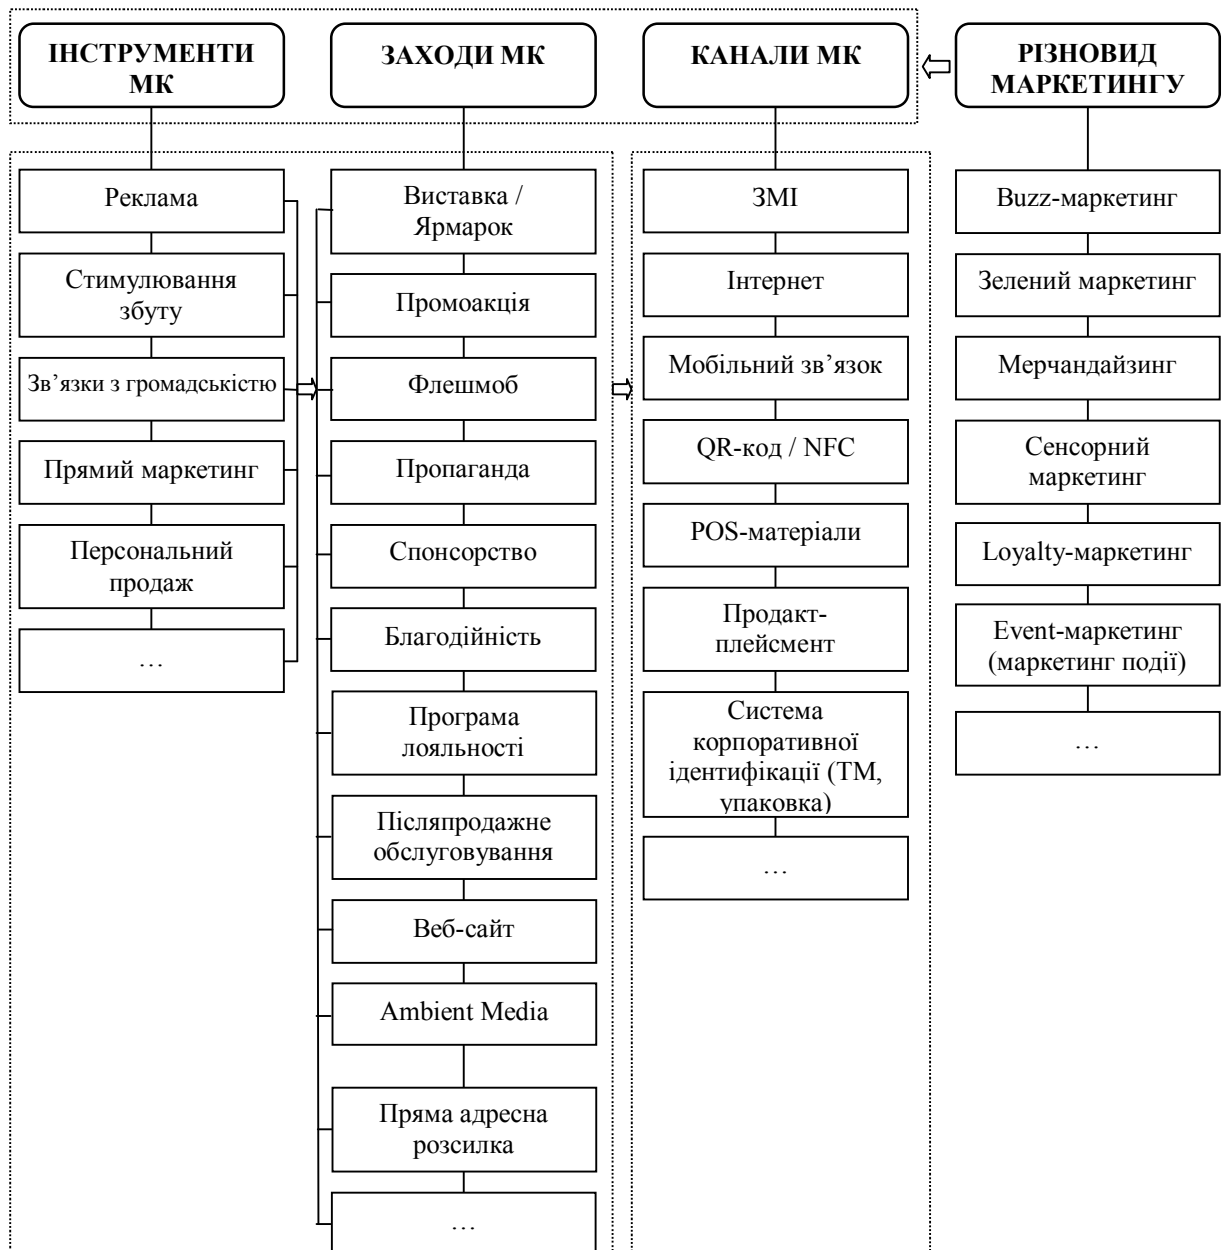 ІНСТРУМЕНТИ
МК
ЗАХОДИ МК
КАНАЛИ МК
РІЗНОВИД
МАРКЕТИНГУ
Реклама
Стимулювання
збуту
Зв’язки з громадськістю
Прямий маркетинг
Персональний
продаж
…
Виставка /
Ярмарок
Промоакція
Флешмоб
Пропаганда
Спонсорство
Благодійність
Програма
лояльності
Післяпродажне
обслуговування
Веб-сайт
Ambient Media
Пряма адресна
розсилка
…
ЗМІ
Інтернет
Мобільний зв’язок
QR-код / NFC
POS-матеріали
Продакт-
плейсмент
Система
корпоративної
ідентифікації (ТМ,
упаковка)
…
Buzz-маркетинг
Зелений маркетинг
Мерчандайзинг
Сенсорний
маркетинг
Loyalty-маркетинг
Event-маркетинг
(маркетинг події)
…